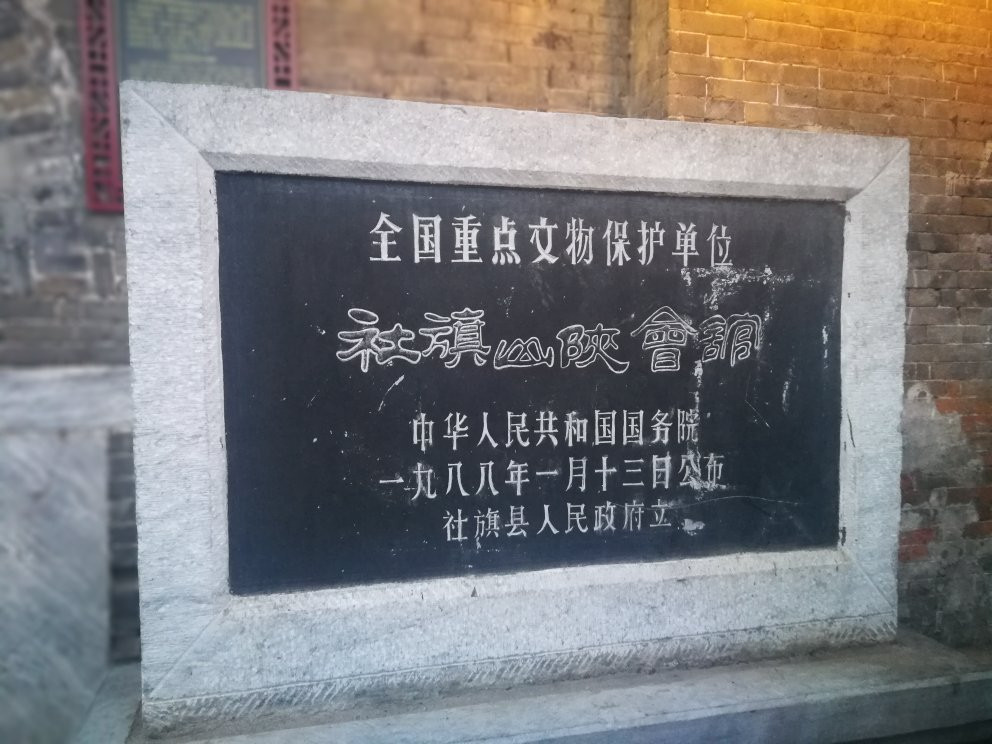 全国重点文物保护单位
社旗山陝會館
中华人民共和国国务院
一九八八年一月十三日公布
社旗县人民政府立